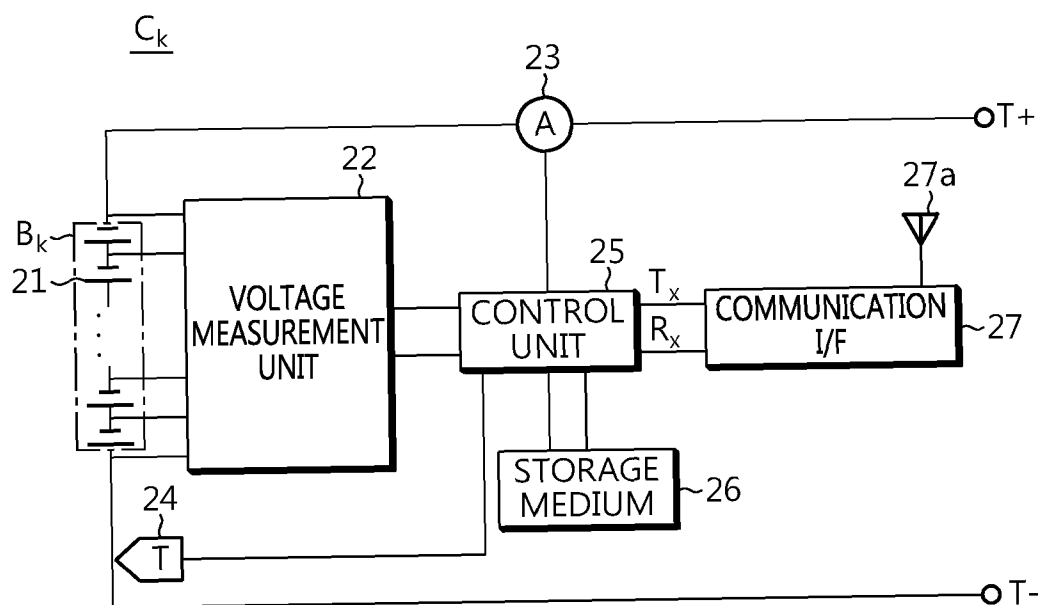 Ck
23
A
T+
22
27a
Bk
21
25
VOLTAGE
MEASUREMENT
UNIT
CONTROL
UNIT
Tx
Rx
COMMUNICATION
I/F
27
STORAGE
MEDIUM
26
24
T
T-